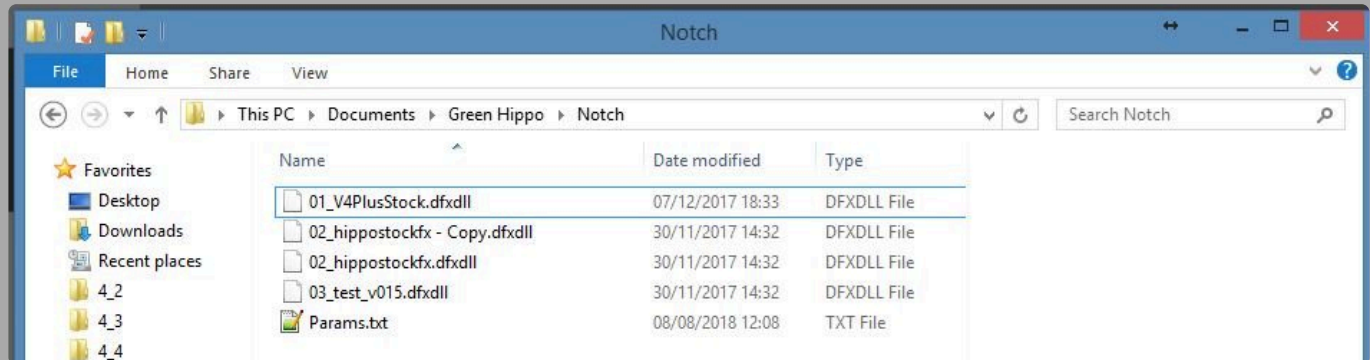 Notch
File Home Share View
This PC Documents Green Hippo Notch Search Notch
Favorites Name Date modified Type
Desktop 01_V4PlusStock.dfxdll 07/12/2017 18:33 DFXDLL File
Downloads 02_hippostockfx - Copy.dfxdll 30/11/2017 14:32 DFXDLL File
Recent places 02_hippostockfx.dfxdll 30/11/2017 14:32 DFXDLL File
4_2 03_test_v015.dfxdll 30/11/2017 14:32 DFXDLL File
4_3 Params.txt 08/08/2018 12:08 TXT File
4_4